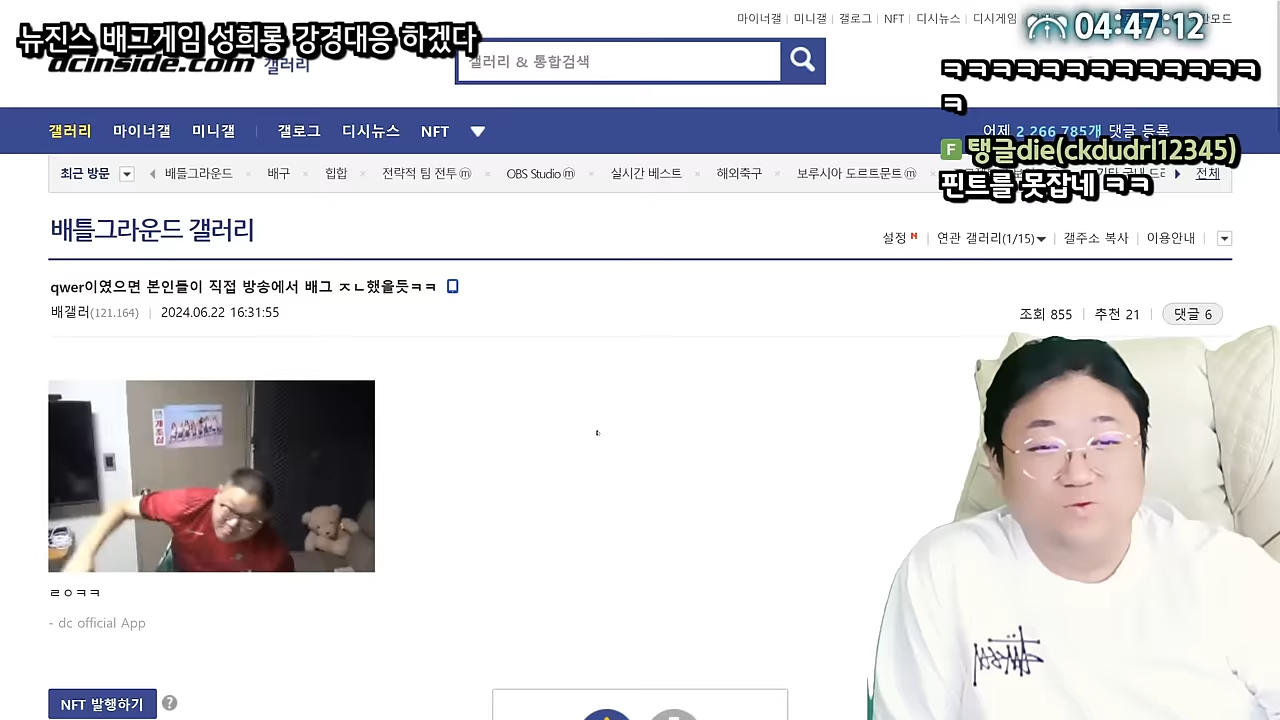 뉴진스 배그게임 성희롱 강경대응 하겠다
마이너갤 | 미니갤 | 갤로그 | NFT | 디시뉴스 | 디시게임
모드
04:47:12
dcinside.com 갤러리
갤러리 & 통합검색
ㅋㅋㅋㅋㅋㅋㅋㅋㅋㅋㅋㅋㅋ
ㅋ
갤러리 마이너갤 미니갤 | 갤로그 디시뉴스 NFT
어제 2,266,785개 댓글 등록
F 탱글die(ckdudrl12345)
핀트를 못잡네 ㅋㅋ
최근 방문 배틀그라운드 배구 힙합 전략적 팀 전투ⓜ OBS Studioⓜ 실시간 베스트 해외축구 보루시아 도르트문트ⓜ 전체
배틀그라운드 갤러리
설정 N | 연관 갤러리(1/15) | 갤주소 복사 | 이용안내
qwer이였으면 본인들이 직접 방송에서 배그 ㅈㄴ했을듯ㅋㅋ
배갤러(121.164) | 2024.06.22 16:31:55
조회 855 | 추천 21 | 댓글 6
ㄹㅇㅋㅋ
- dc official App
NFT 발행하기 ?